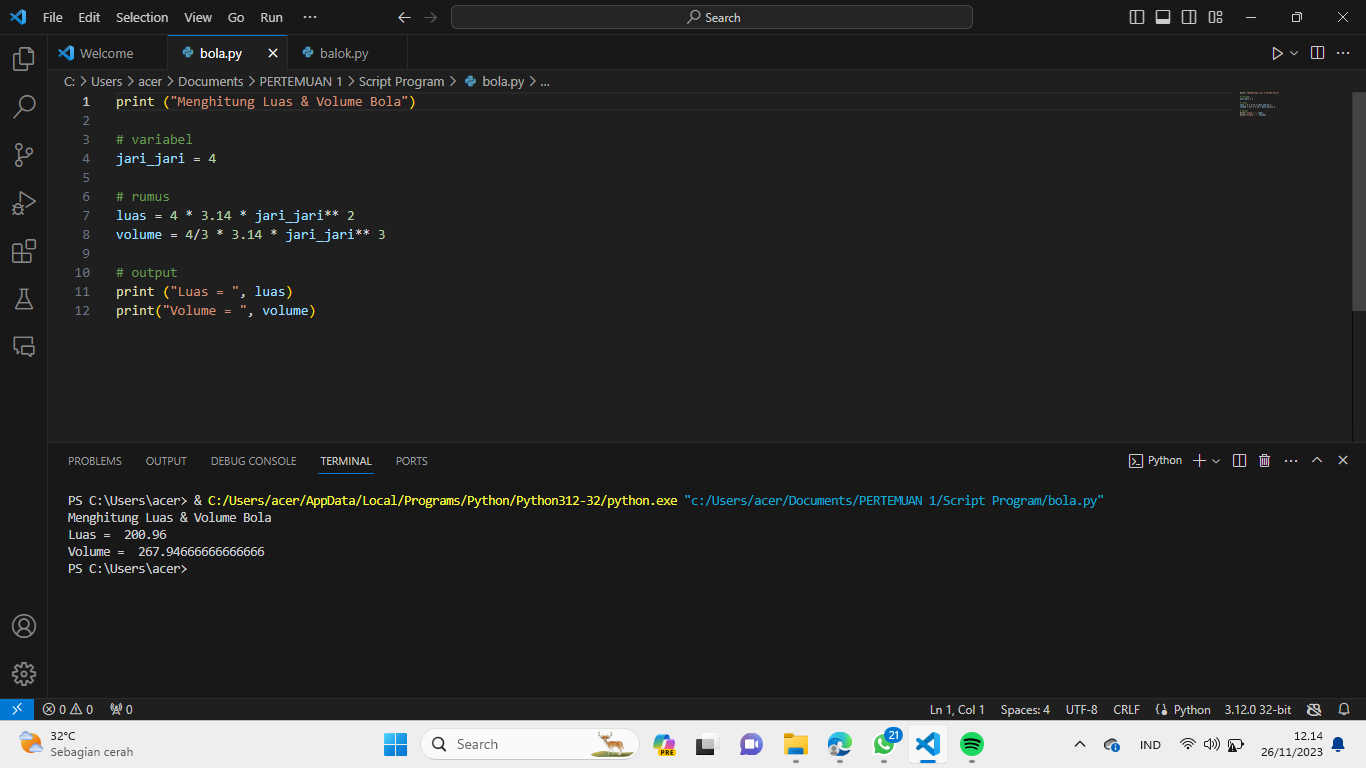 File Edit Selection View Go Run ···
Search
Welcome bola.py balok.py
C: > Users > acer > Documents > PERTEMUAN 1 > Script Program > bola.py > ...
1 print ("Menghitung Luas & Volume Bola")
2
3 # variabel
4 jari_jari = 4
5
6 # rumus
7 luas = 4 * 3.14 * jari_jari** 2
8 volume = 4/3 * 3.14 * jari_jari** 3
9
10 # output
11 print ("Luas = ", luas)
12 print("Volume = ", volume)
PROBLEMS OUTPUT DEBUG CONSOLE TERMINAL PORTS
Python
PS C:\Users\acer> & C:/Users/acer/AppData/Local/Programs/Python/Python312-32/python.exe "c:/Users/acer/Documents/PERTEMUAN 1/Script Program/bola.py"
Menghitung Luas & Volume Bola
Luas =  200.96
Volume =  267.94666666666666
PS C:\Users\acer>
0 0 0
Ln 1, Col 1 Spaces: 4 UTF-8 CRLF Python 3.12.0 32-bit
32°C
Sebagian cerah
Search
PRE
21
IND
12.14
26/11/2023